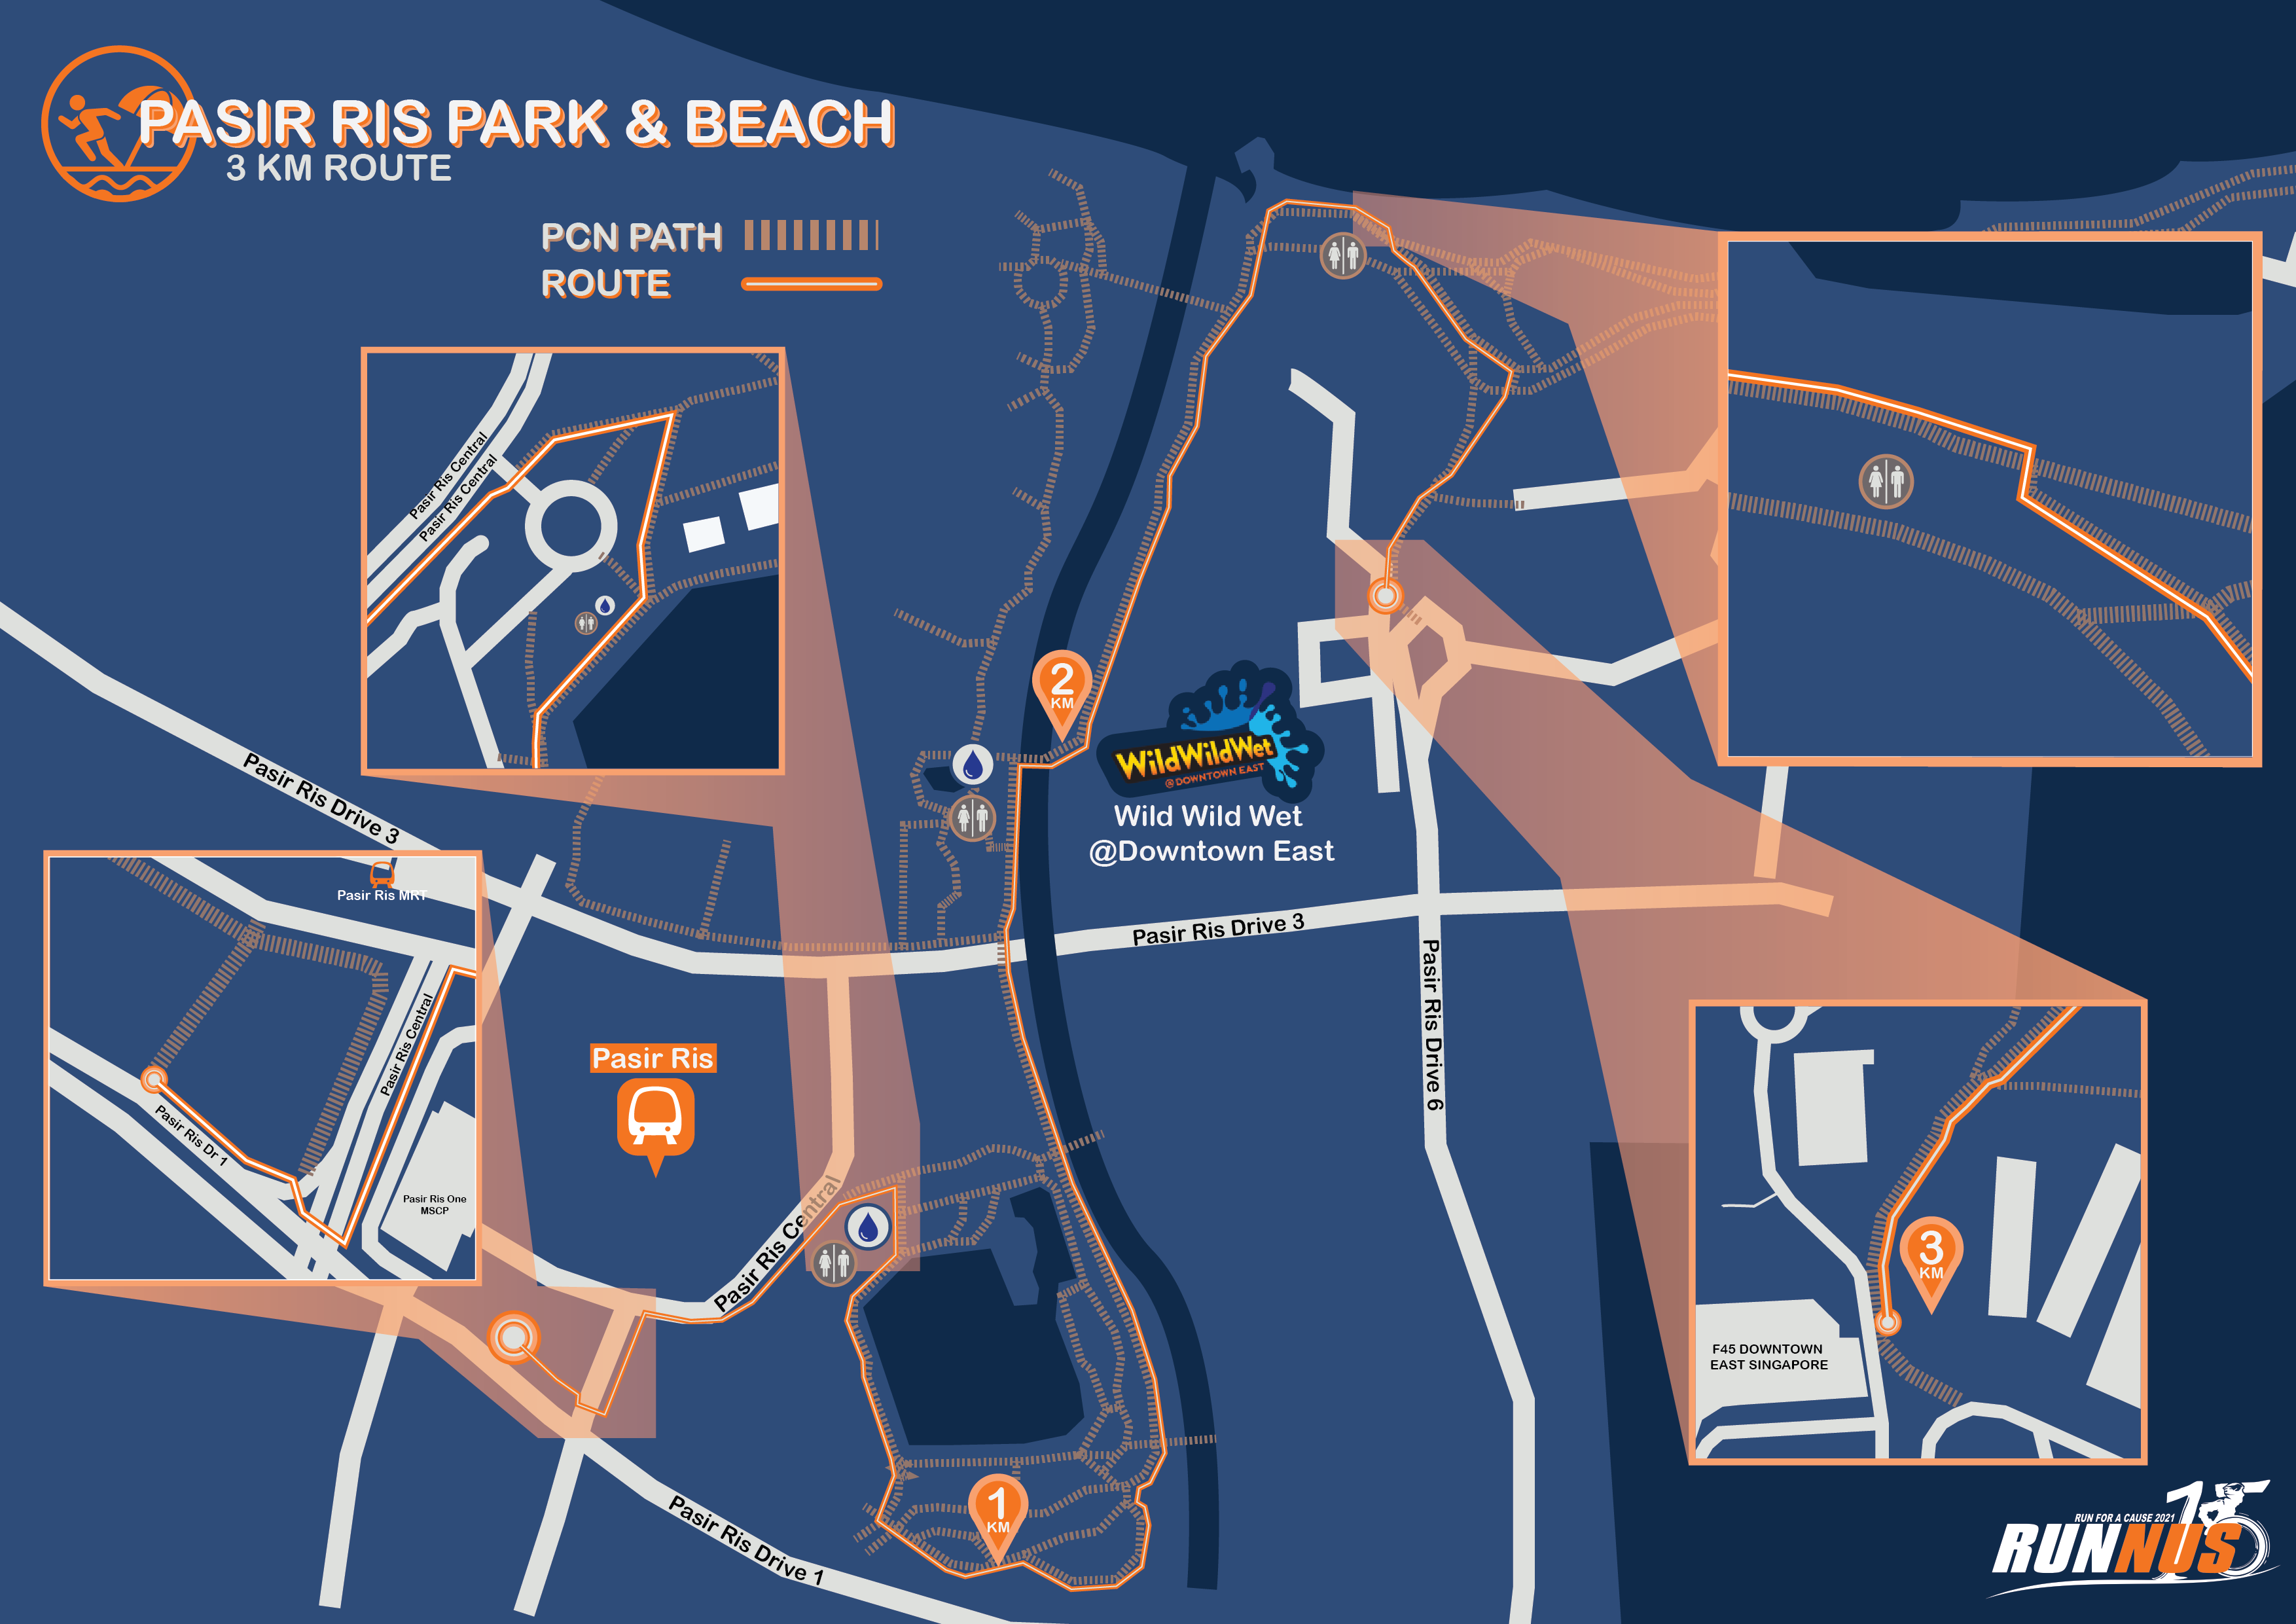 PASIR RIS PARK & BEACH
3 KM ROUTE
PCN PATH
ROUTE
Pasir Ris Central
Pasir Ris Central
2
KM
WildWildWet
@ DOWNTOWN EAST
Wild Wild Wet
@Downtown East
Pasir Ris Drive 3
Pasir Ris Drive 3
Pasir Ris Drive 6
Pasir Ris MRT
Pasir Ris Central
Pasir Ris Dr 1
Pasir Ris One
MSCP
Pasir Ris
Pasir Ris Central
3
KM
F45 DOWNTOWN
EAST SINGAPORE
1
KM
Pasir Ris Drive 1
RUN FOR A CAUSE 2021
15
RUNNUS